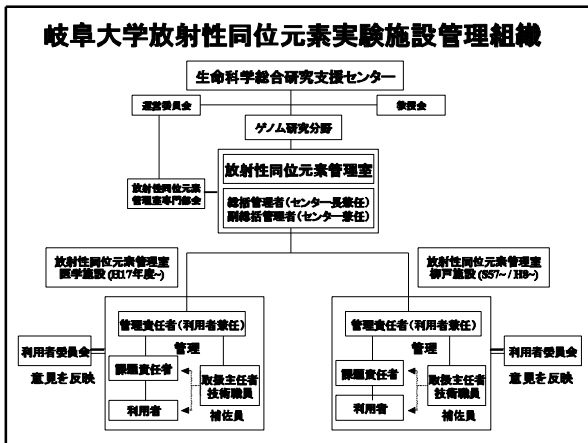 岐阜大学放射性同位元素実験施設管理組織
生命科学総合研究支援センター
運営委員会
教授会
ゲノム研究分野
放射性同位元素管理室
放射性同位元素
管理室専門部会
総括管理者(センター長兼任)
副総括管理者(センター兼任)
放射性同位元素管理室
医学施設(H17年度~)
放射性同位元素管理室
柳戸施設(S57~/H8~)
管理責任者(利用者兼任)
管理
利用者委員会
意見を反映
課題責任者
取扱主任者
技術職員
利用者
補佐員
管理責任者(利用者兼任)
管理
利用者委員会
意見を反映
課題責任者
取扱主任者
技術職員
利用者
補佐員